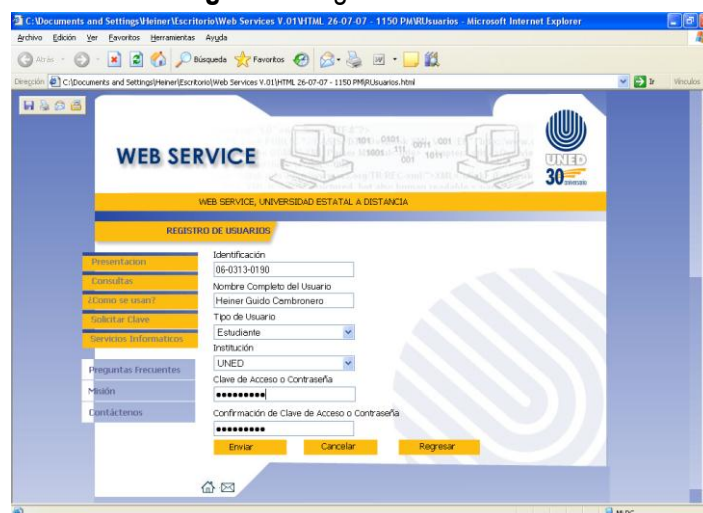 C:\Documents and Settings\Heiner\Escritorio\Web Services V.01\HTML 26-07-07 - 1150 PM\RUsuarios - Microsoft Internet Explorer
Archivo Edición Ver Favoritos Herramientas Ayuda
Atrás Búsqueda Favoritos
Dirección C:\Documents and Settings\Heiner\Escritorio\Web Services V.01\HTML 26-07-07 - 1150 PM\RUsuarios.html Ir Vínculos
WEB SERVICE
UNED
30 aniversario
WEB SERVICE, UNIVERSIDAD ESTATAL A DISTANCIA
REGISTRO DE USUARIOS
Presentacion
Consultas
¿Como se usan?
Solicitar Clave
Servicios Informaticos
Preguntas Frecuentes
Misión
Contáctenos
Identificación
06-0313-0190
Nombre Completo del Usuario
Heiner Guido Cambronero
Tipo de Usuario
Estudiante
Institución
UNED
Clave de Acceso o Contraseña
•••••••••
Confirmación de Clave de Acceso o Contraseña
•••••••••
Enviar Cancelar Regresar
Mi PC